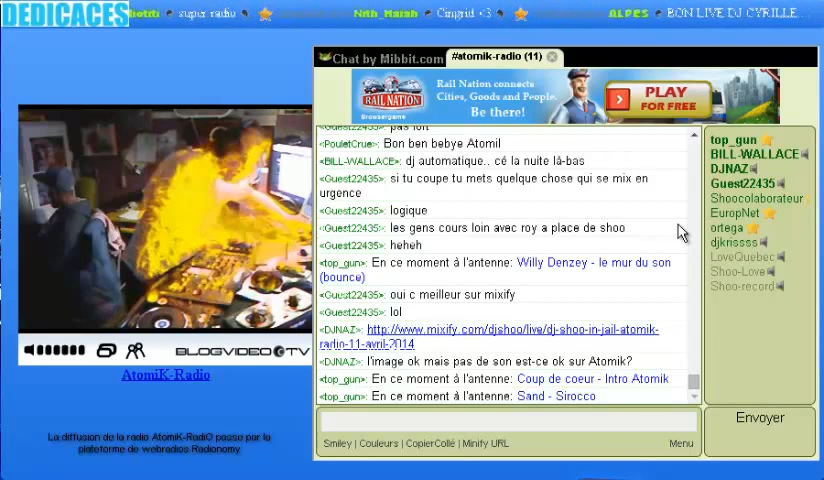 DEDICACES
super radio
Nith_Harah
Cingrid <3
ALPES
BON LIVE DJ CYRILLE...
Chat by Mibbit.com
#atomik-radio (11)
RAIL NATION
Browsergame
Rail Nation connects
Cities, Goods and People.
Be there!
PLAY
FOR FREE
<Guest22435>: pas loin
<PouletCrue>: Bon ben bebye Atomil
<BILL-WALLACE>: dj automatique.. cé la nuite lâ-bas
<Guest22435>: si tu coupe tu mets quelque chose qui se mix en
urgence
<Guest22435>: logique
<Guest22435>: les gens cours loin avec roy a place de shoo
<Guest22435>: heheh
<top_gun>: En ce moment à l'antenne: Willy Denzey - le mur du son
(bounce)
<Guest22435>: oui c meilleur sur mixify
<Guest22435>: lol
<DJNAZ>: http://www.mixify.com/djshoo/live/dj-shoo-in-jail-atomik-
radio-11-avril-2014
<DJNAZ>: l'image ok mais pas de son est-ce ok sur Atomik?
<top_gun>: En ce moment à l'antenne: Coup de coeur - Intro Atomik
<top_gun>: En ce moment à l'antenne: Sand - Sirocco
top_gun
BILL-WALLACE
DJNAZ
Guest22435
Shoocolaborateur
EuropNet
ortega
djkrissss
LoveQuebec
Shoo-Love
Shoo-record
Smiley | Couleurs | CopierCollé | Minify URL
Menu
Envoyer
BLOGVIDEO TV
AtomiK-Radio
La diffusion de la radio AtomiK-RadiO passe par la
plateforme de webradios Radionomy